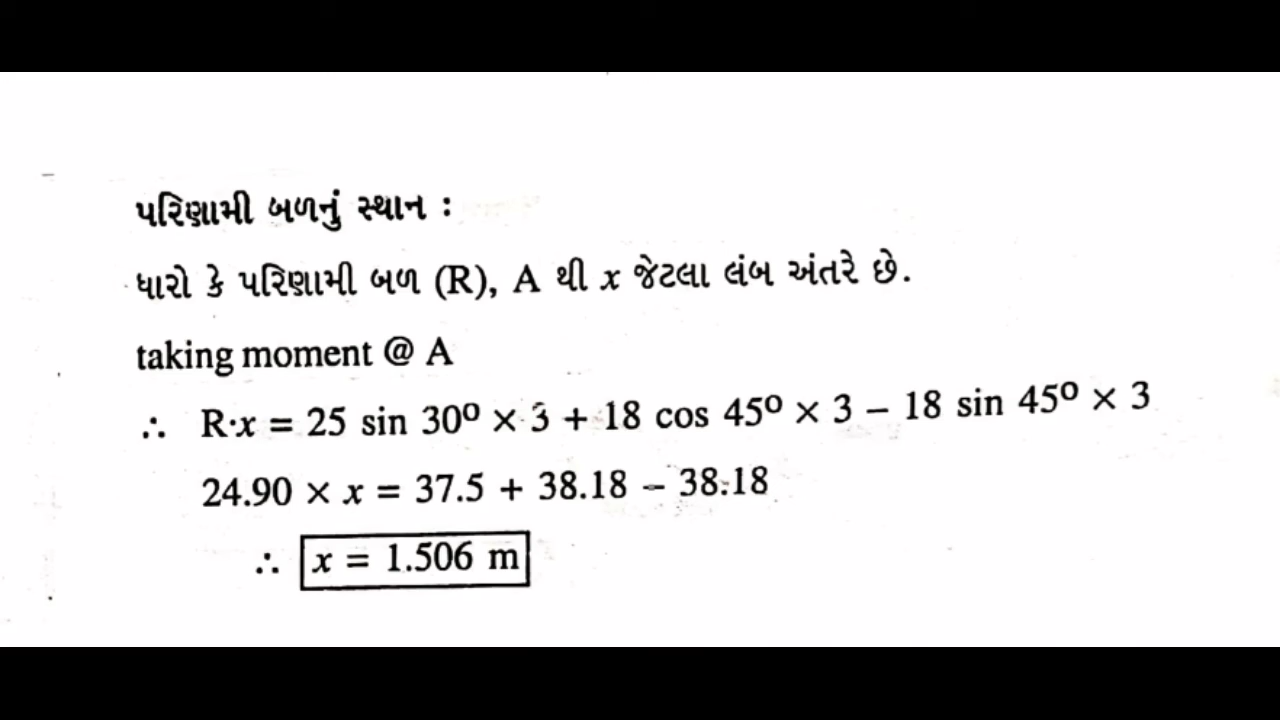 પરિણામી બળનું સ્થાન :
ધારો કે પરિણામી બળ (R), A થી x જેટલા લંબ અંતરે છે.
taking moment @ A
∴ R·x = 25 sin 30° × 3 + 18 cos 45° × 3 – 18 sin 45° × 3
24.90 × x = 37.5 + 38.18 – 38.18
∴ x = 1.506 m